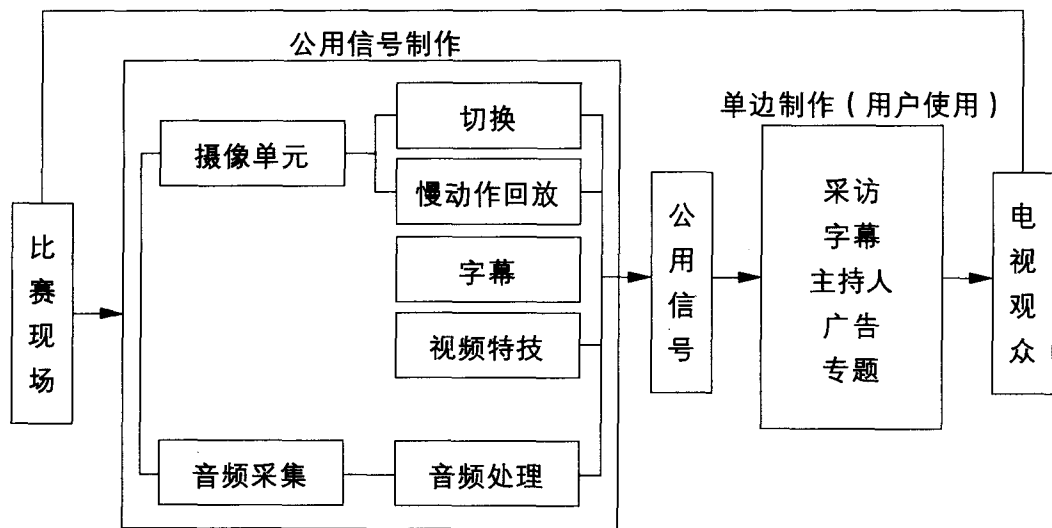 公用信号制作
单边制作（用户使用）
比赛现场
摄像单元
切换
慢动作回放
字幕
视频特技
音频采集
音频处理
公用信号
采访
字幕
主持人
广告
专题
电视观众